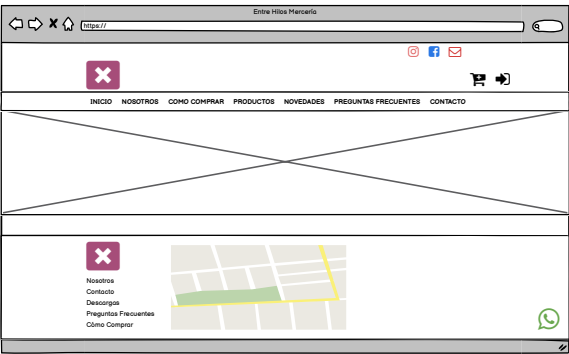 Entre Hilos Mercería
https://
INICIO NOSOTROS COMO COMPRAR PRODUCTOS NOVEDADES PREGUNTAS FRECUENTES CONTACTO
Nosotros
Contacto
Descargas
Preguntas Frecuentes
Cómo Comprar